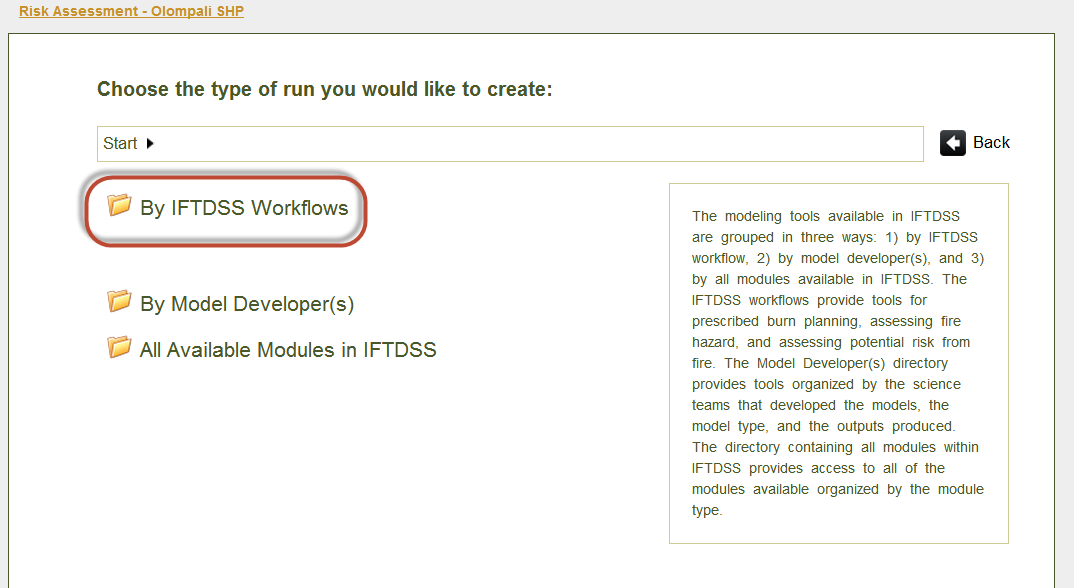 Risk Assessment - Olompali SHP
Choose the type of run you would like to create:
Start
Back
By IFTDSS Workflows
By Model Developer(s)
All Available Modules in IFTDSS
The modeling tools available in IFTDSS
are grouped in three ways: 1) by IFTDSS
workflow, 2) by model developer(s), and 3)
by all modules available in IFTDSS. The
IFTDSS workflows provide tools for
prescribed burn planning, assessing fire
hazard, and assessing potential risk from
fire. The Model Developer(s) directory
provides tools organized by the science
teams that developed the models, the
model type, and the outputs produced.
The directory containing all modules within
IFTDSS provides access to all of the
modules available organized by the module
type.